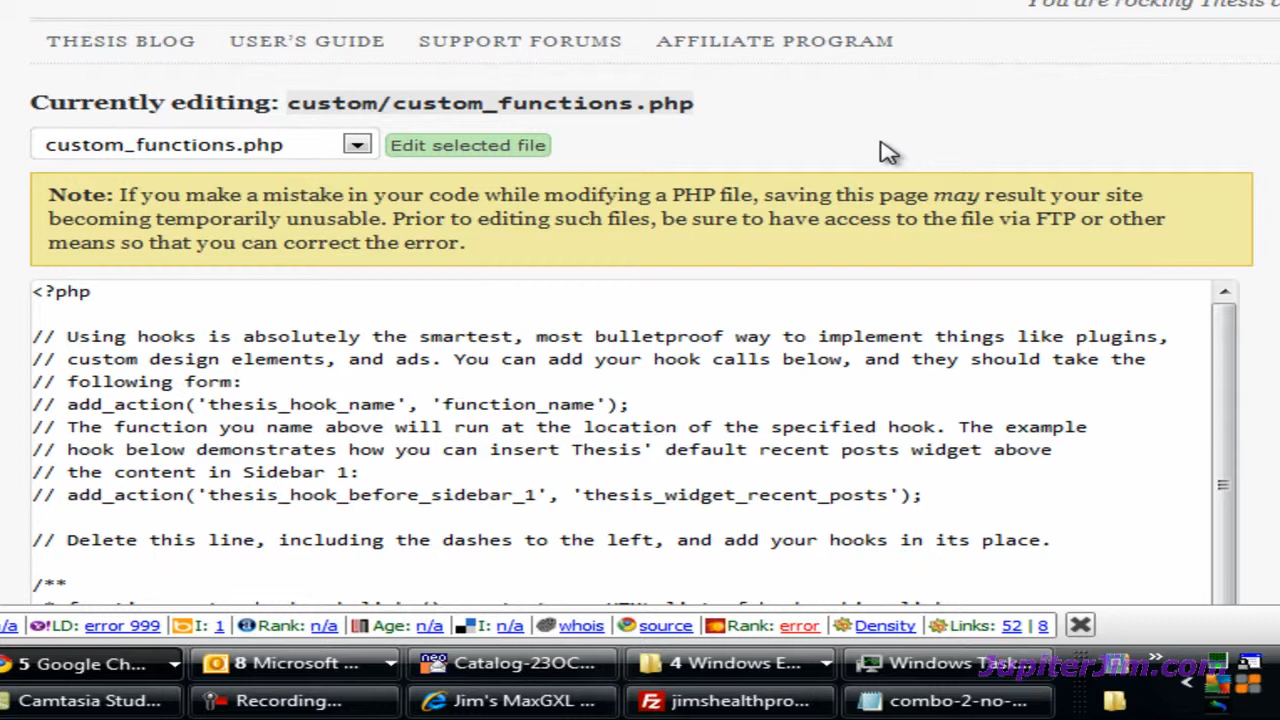 You are rocking Thesis
THESIS BLOG USER'S GUIDE SUPPORT FORUMS AFFILIATE PROGRAM
Currently editing: custom/custom_functions.php
custom_functions.php Edit selected file
Note: If you make a mistake in your code while modifying a PHP file, saving this page may result your site
becoming temporarily unusable. Prior to editing such files, be sure to have access to the file via FTP or other
means so that you can correct the error.
<?php
// Using hooks is absolutely the smartest, most bulletproof way to implement things like plugins,
// custom design elements, and ads. You can add your hook calls below, and they should take the
// following form:
// add_action('thesis_hook_name', 'function_name');
// The function you name above will run at the location of the specified hook. The example
// hook below demonstrates how you can insert Thesis' default recent posts widget above
// the content in Sidebar 1:
// add_action('thesis_hook_before_sidebar_1', 'thesis_widget_recent_posts');
// Delete this line, including the dashes to the left, and add your hooks in its place.
/**
n/a | Y! LD: error 999 | I: 1 | Rank: n/a | Age: n/a | I: n/a | whois | source | Rank: error | Density | Links: 52 | 8
5 Google Ch... 8 Microsoft ... Catalog-23OC... 4 Windows E... Windows Task...
JupiterJim.com
Camtasia Stud... Recording... Jim's MaxGXL ... jimshealthpro... combo-2-no-...